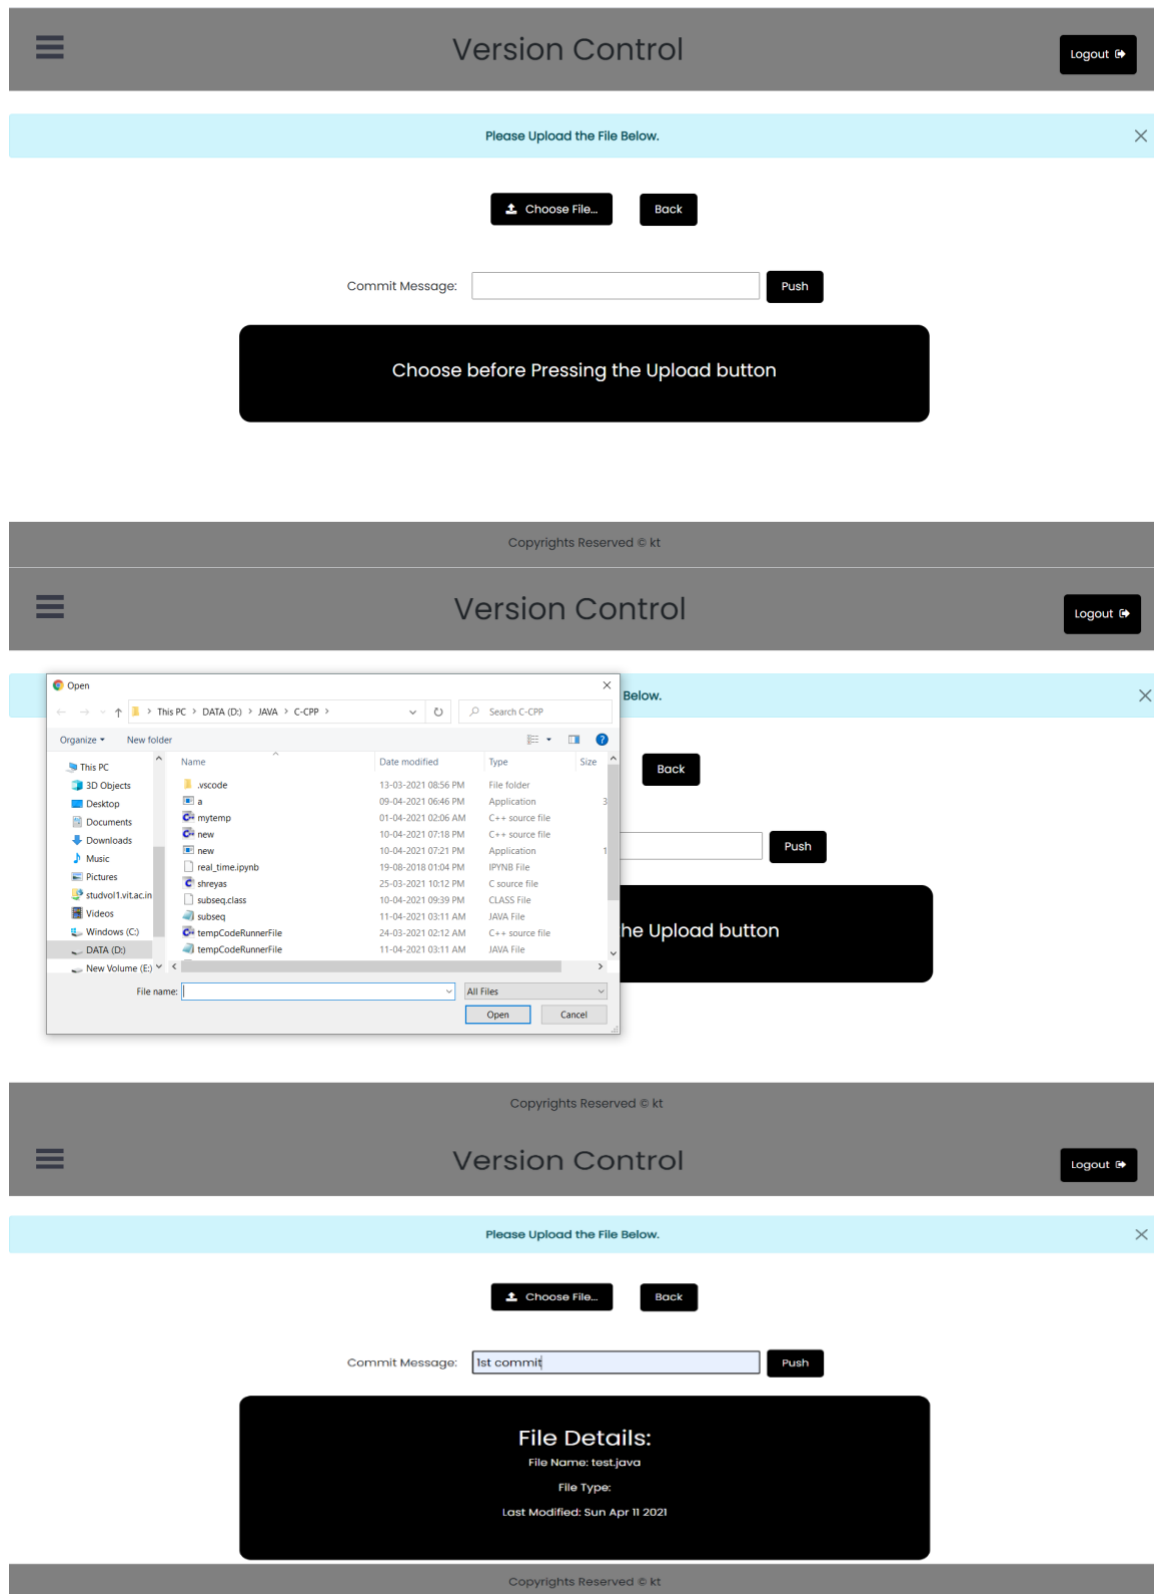 Version Control
Logout
Please Upload the File Below.
Choose File...
Back
Commit Message:
Push
Choose before Pressing the Upload button
Copyrights Reserved © kt
Version Control
Logout
Open
Below.
This PC > DATA (D:) > JAVA > C-CPP >
Search C-CPP
Organize
New folder
Name Date modified Type Size
This PC
3D Objects
Desktop
Documents
Downloads
Music
Pictures
studvol1.vit.ac.in
Videos
Windows (C:)
DATA (D:)
New Volume (E:)
.vscode 13-03-2021 08:56 PM File folder
a 09-04-2021 06:46 PM Application 3
mytemp 01-04-2021 02:06 AM C++ source file
new 10-04-2021 07:18 PM C++ source file
new 10-04-2021 07:21 PM Application 1
real_time.ipynb 19-08-2018 01:04 PM IPYNB File
shreyas 25-03-2021 10:12 PM C source file
subseq.class 10-04-2021 09:39 PM CLASS File
subseq 11-04-2021 03:11 AM JAVA File
tempCodeRunnerFile 24-03-2021 02:12 AM C++ source file
tempCodeRunnerFile 11-04-2021 03:11 AM JAVA File
File name:
All Files
Open
Cancel
Back
Push
he Upload button
Copyrights Reserved © kt
Version Control
Logout
Please Upload the File Below.
Choose File...
Back
Commit Message:
1st commit
Push
File Details:
File Name: test.java
File Type:
Last Modified: Sun Apr 11 2021
Copyrights Reserved © kt